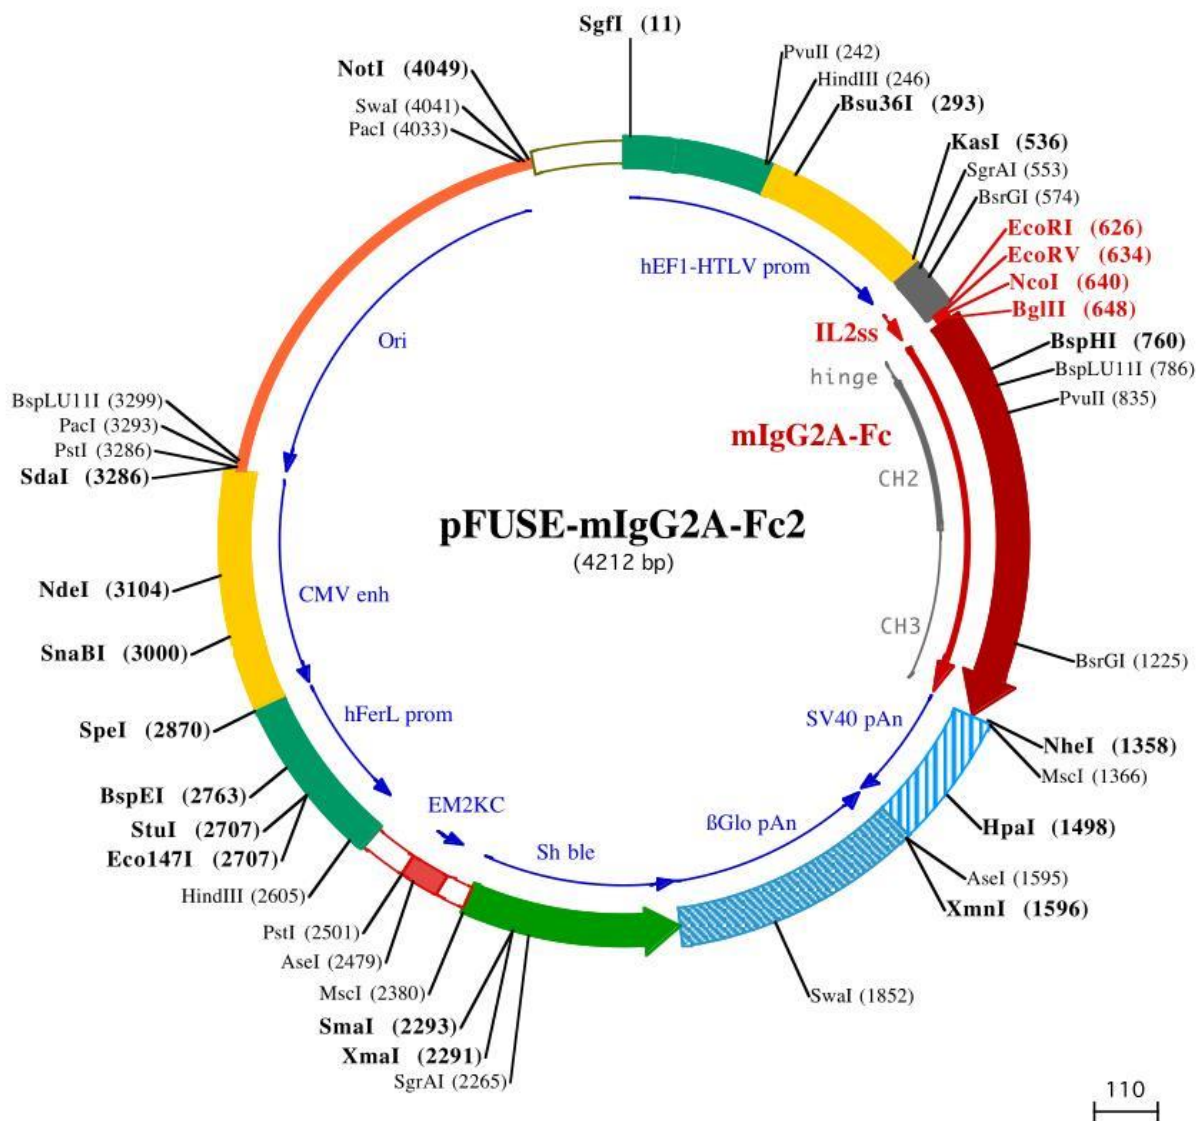 SgfI (11)
PvuII (242)
HindIII (246)
Bsu36I (293)
KasI (536)
SgrAI (553)
BsrGI (574)
EcoRI (626)
EcoRV (634)
NcoI (640)
BglII (648)
BspHI (760)
BspLU11I (786)
PvuII (835)
BsrGI (1225)
NheI (1358)
MscI (1366)
HpaI (1498)
AseI (1595)
XmnI (1596)
SwaI (1852)
SgrAI (2265)
XmaI (2291)
SmaI (2293)
MscI (2380)
AseI (2479)
PstI (2501)
HindIII (2605)
Eco147I (2707)
StuI (2707)
BspEI (2763)
SpeI (2870)
SnaBI (3000)
NdeI (3104)
SdaI (3286)
PstI (3286)
PacI (3293)
BspLU11I (3299)
PacI (4033)
SwaI (4041)
NotI (4049)
hEF1-HTLV prom
IL2ss
hinge
mIgG2A-Fc
CH2
CH3
SV40 pAn
ßGlo pAn
Sh ble
EM2KC
hFerL prom
CMV enh
Ori
pFUSE-mIgG2A-Fc2
(4212 bp)
110